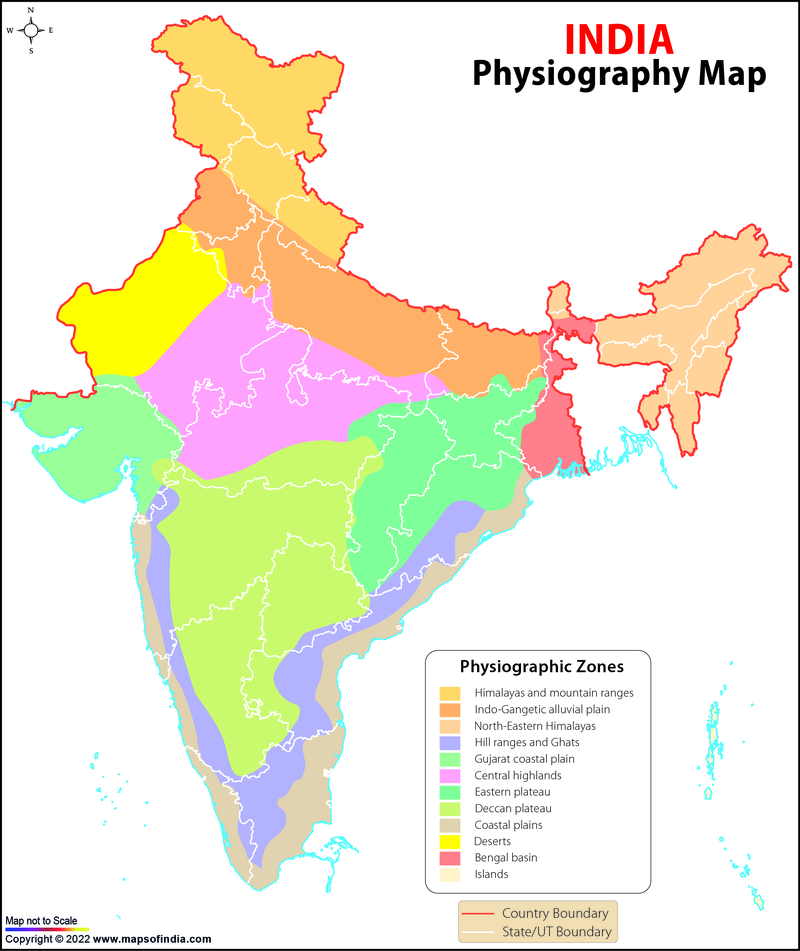 N
W E
S
INDIA
Physiography Map
Physiographic Zones
Himalayas and mountain ranges
Indo-Gangetic alluvial plain
North-Eastern Himalayas
Hill ranges and Ghats
Gujarat coastal plain
Central highlands
Eastern plateau
Deccan plateau
Coastal plains
Deserts
Bengal basin
Islands
Country Boundary
State/UT Boundary
Map not to Scale
Copyright © 2022 www.mapsofindia.com